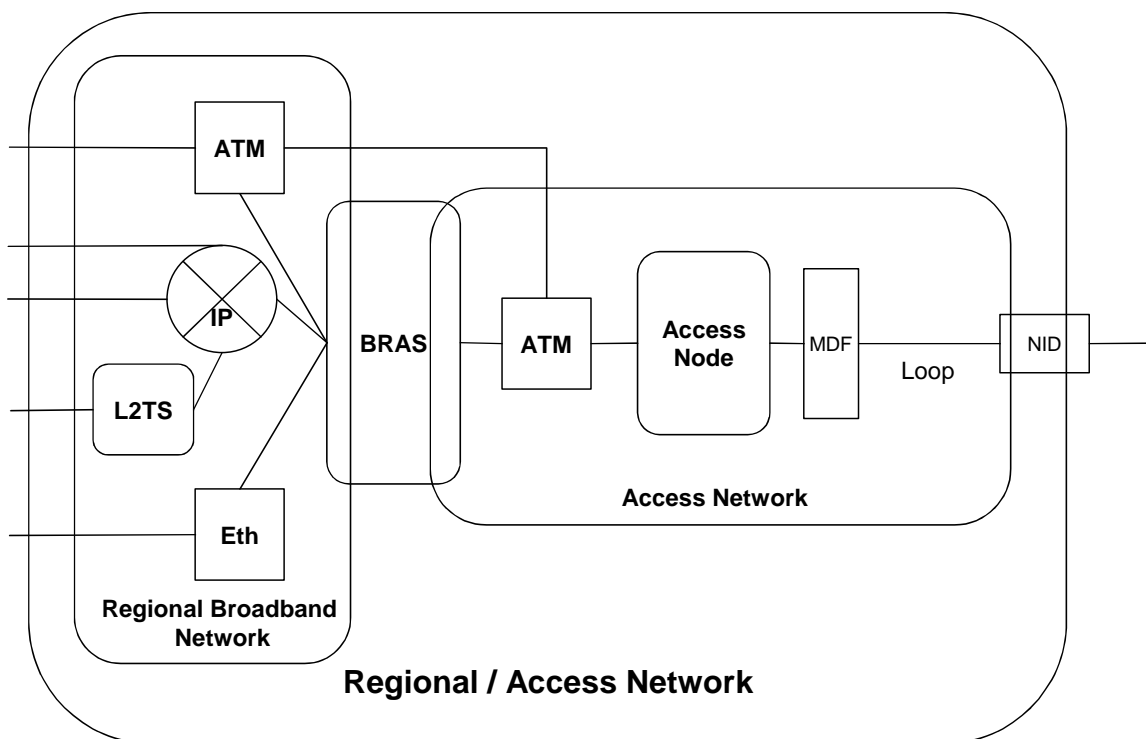 ATM
IP
L2TS
Eth
Regional Broadband
Network
BRAS
ATM
Access
Node
MDF
Loop
NID
Access Network
Regional / Access Network